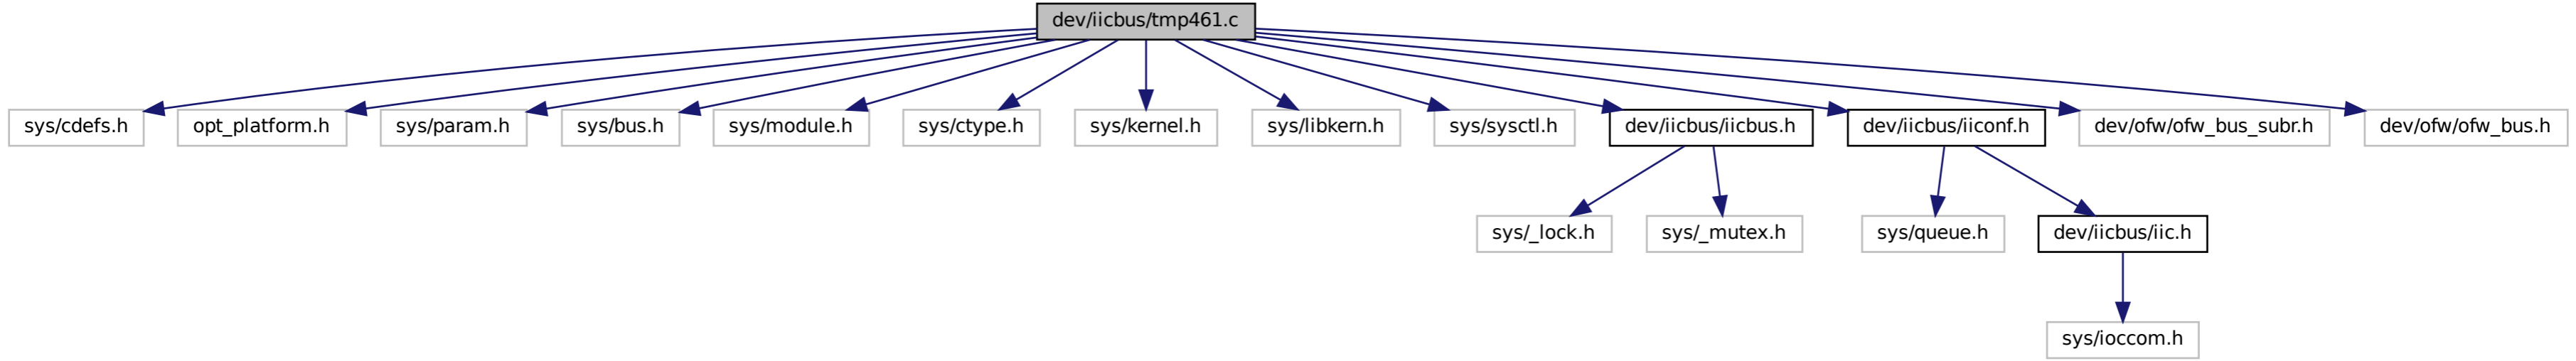 dev/iicbus/tmp461.c
sys/cdefs.h
opt_platform.h
sys/param.h
sys/bus.h
sys/module.h
sys/ctype.h
sys/kernel.h
sys/libkern.h
sys/sysctl.h
dev/iicbus/iicbus.h
dev/iicbus/iiconf.h
dev/ofw/ofw_bus_subr.h
dev/ofw/ofw_bus.h
sys/_lock.h
sys/_mutex.h
sys/queue.h
dev/iicbus/iic.h
sys/ioccom.h